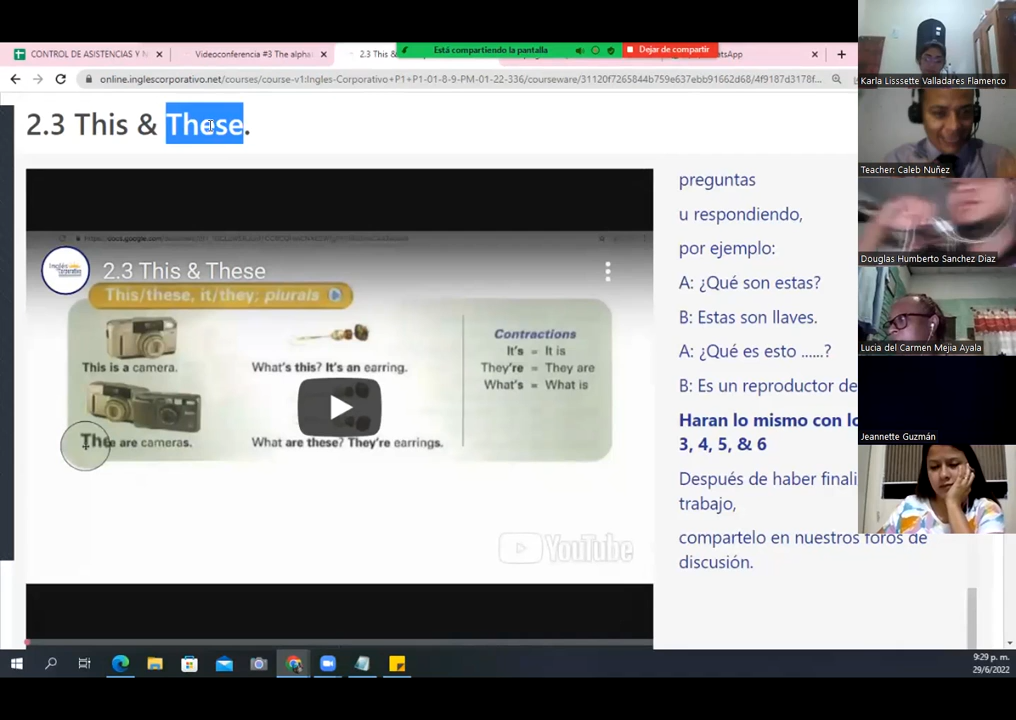 CONTROL DE ASISTENCIAS Y N
Videoconferencia #3 The alphab
2.3 This &
Está compartiendo la pantalla
Dejar de compartir
tsApp
online.inglescorporativo.net/courses/course-v1:Ingles-Corporativo+P1+P1-01-8-9-PM-01-22-336/courseware/31120f7265844b759e637ebb91662d68/4f9187d3178f...
2.3 This & These.
2.3 This & These
This/these, it/they; plurals
This is a camera.
What's this? It's an earring.
The e are cameras.
What are these? They're earrings.
Contractions
It's = It is
They're = They are
What's = What is
YouTube
preguntas
u respondiendo,
por ejemplo:
A: ¿Qué son estas?
B: Estas son llaves.
A: ¿Qué es esto ......?
B: Es un reproductor de
Haran lo mismo con lo
3, 4, 5, & 6
Después de haber finali
trabajo,
compartelo en nuestros foros de
discusión.
Karla Lisssette Valladares Flamenco
Teacher: Caleb Nuñez
Douglas Humberto Sanchez Diaz
Lucia del Carmen Mejia Ayala
Jeannette Guzmán
9:29 p. m.
29/6/2022